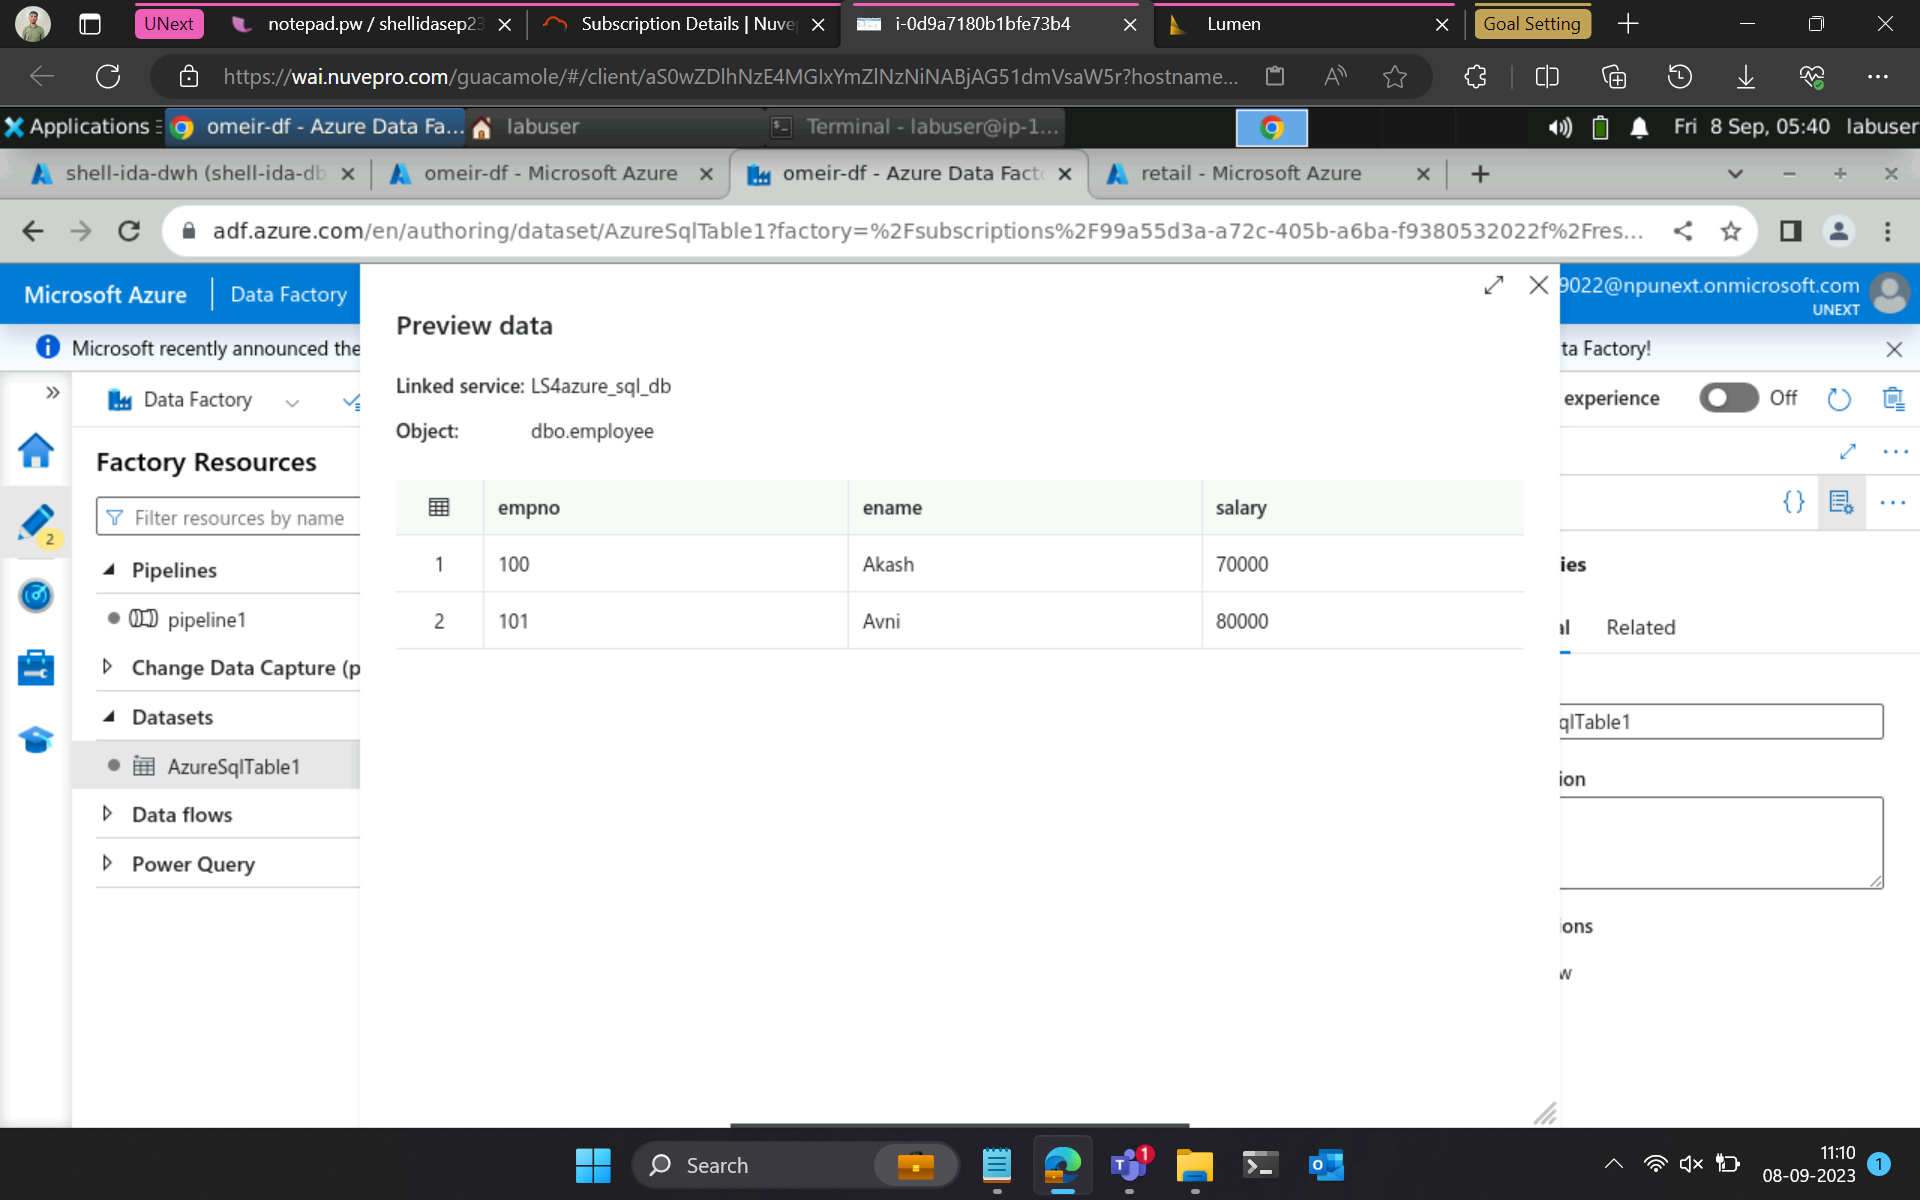 UNext
notepad.pw / shellidasep23
Subscription Details | Nuvep
i-0d9a7180b1bfe73b4
Lumen
Goal Setting
https://wai.nuvepro.com/guacamole/#/client/aS0wZDlhNzE4MGIxYmZlNzNiNABjAG51dmVsaW5r?hostname...
Applications
omeir-df - Azure Data Fa...
labuser
Terminal - labuser@ip-1...
Fri 8 Sep, 05:40 labuser
shell-ida-dwh (shell-ida-db
omeir-df - Microsoft Azure
omeir-df - Azure Data Facto
retail - Microsoft Azure
adf.azure.com/en/authoring/dataset/AzureSqlTable1?factory=%2Fsubscriptions%2F99a55d3a-a72c-405b-a6ba-f9380532022f%2Fres...
Microsoft Azure
Data Factory
9022@npunext.onmicrosoft.com
UNEXT
Microsoft recently announced the
ta Factory!
Data Factory
experience
Off
Factory Resources
Filter resources by name
2
Pipelines
pipeline1
Change Data Capture (p
Datasets
AzureSqlTable1
Data flows
Power Query
Preview data
Linked service: LS4azure_sql_db
Object: dbo.employee
empno ename salary
1 100 Akash 70000
2 101 Avni 80000
{}
ies
al
Related
qlTable1
ion
ions
w
Search
1
11:10
08-09-2023
1